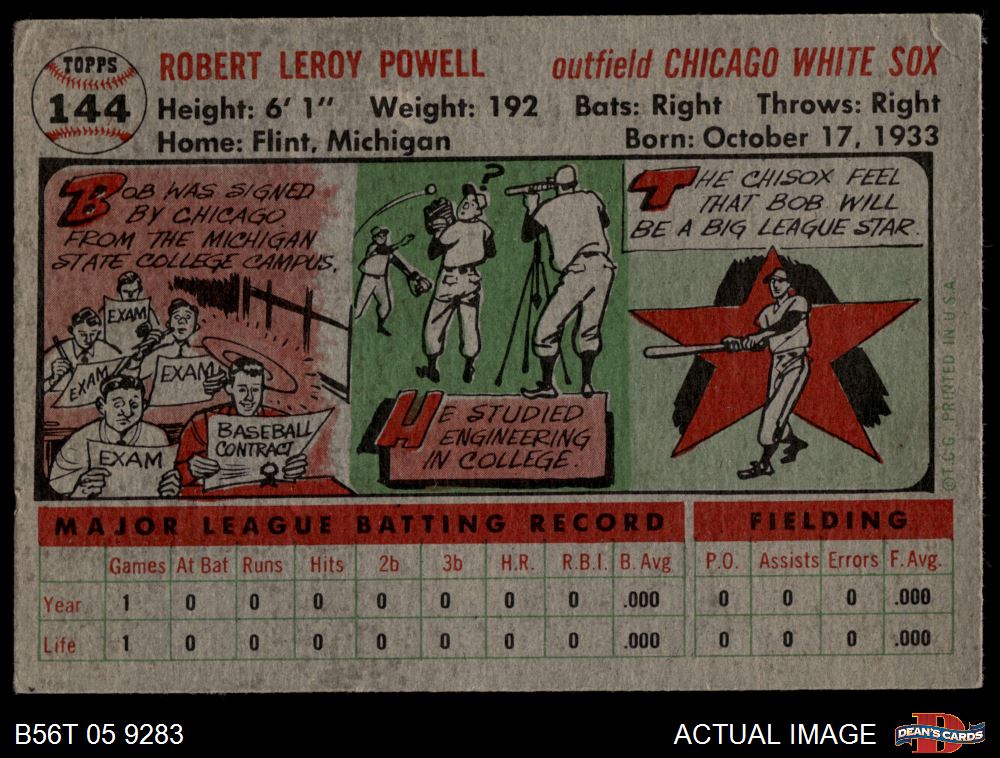 TOPPS
144
ROBERT LEROY POWELL outfield CHICAGO WHITE SOX
Height: 6' 1" Weight: 192 Bats: Right Throws: Right
Home: Flint, Michigan Born: October 17, 1933
BOB WAS SIGNED
BY CHICAGO
FROM THE MICHIGAN
STATE COLLEGE CAMPUS.
EXAM
EXAM
EXAM
EXAM
BASEBALL
CONTRACT
?
HE STUDIED
ENGINEERING
IN COLLEGE.
THE CHISOX FEEL
THAT BOB WILL
BE A BIG LEAGUE STAR.
©T.C.G. PRINTED IN U.S.A.
MAJOR LEAGUE BATTING RECORD FIELDING
Games At Bat Runs Hits 2b 3b H.R. R.B.I. B. Avg P.O. Assists Errors F. Avg.
Year 1 0 0 0 0 0 0 0 .000 0 0 0 .000
Life 1 0 0 0 0 0 0 0 .000 0 0 0 .000
B56T 05 9283 ACTUAL IMAGE
DEAN'S CARDS